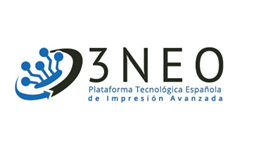 3NEO
Plataforma Tecnológica Española
de Impresión Avanzada